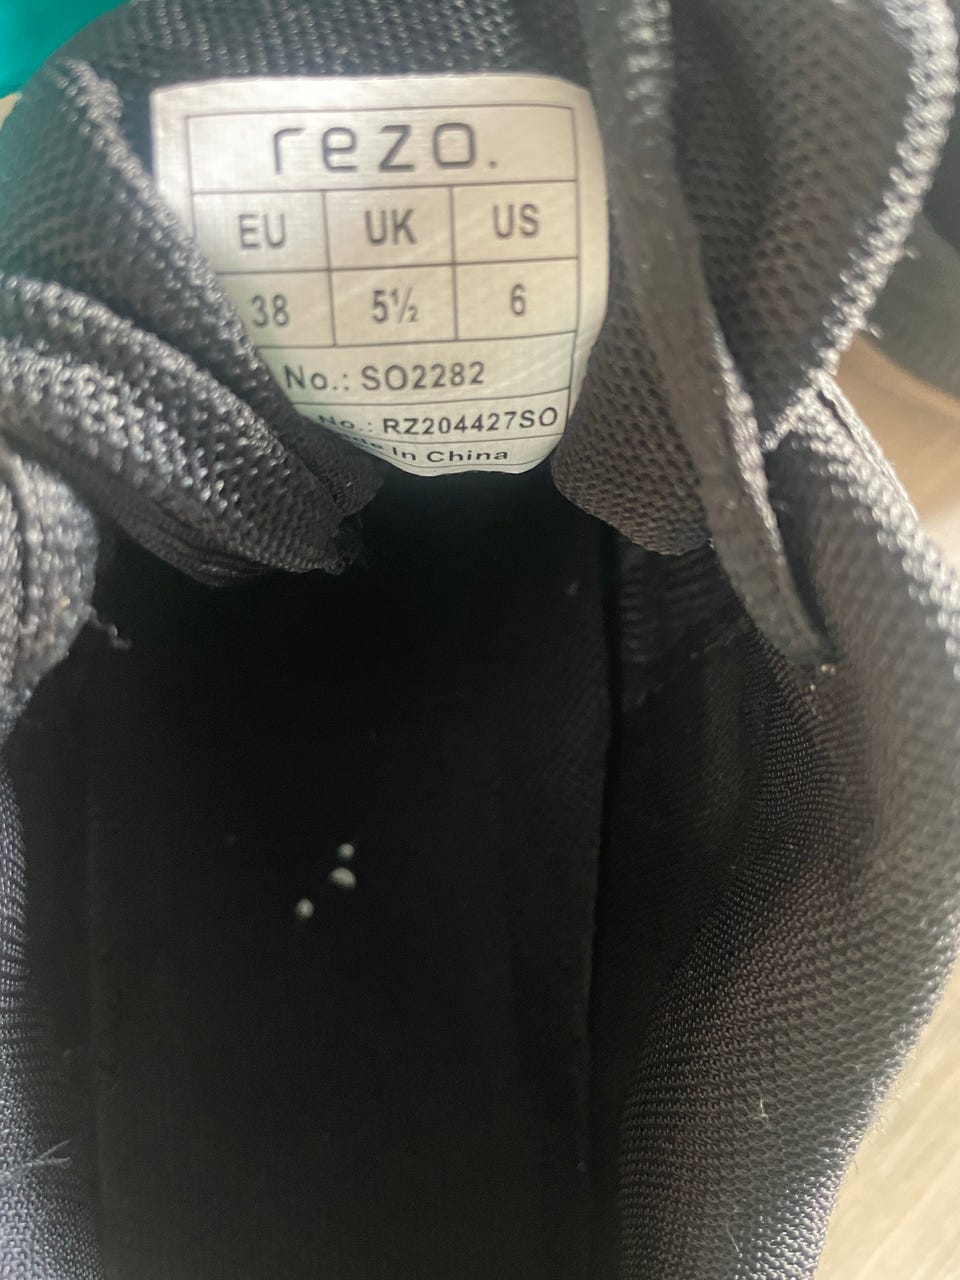 rezo.
EU UK US
38 5½ 6
No.: SO2282
No.: RZ204427SO
In China